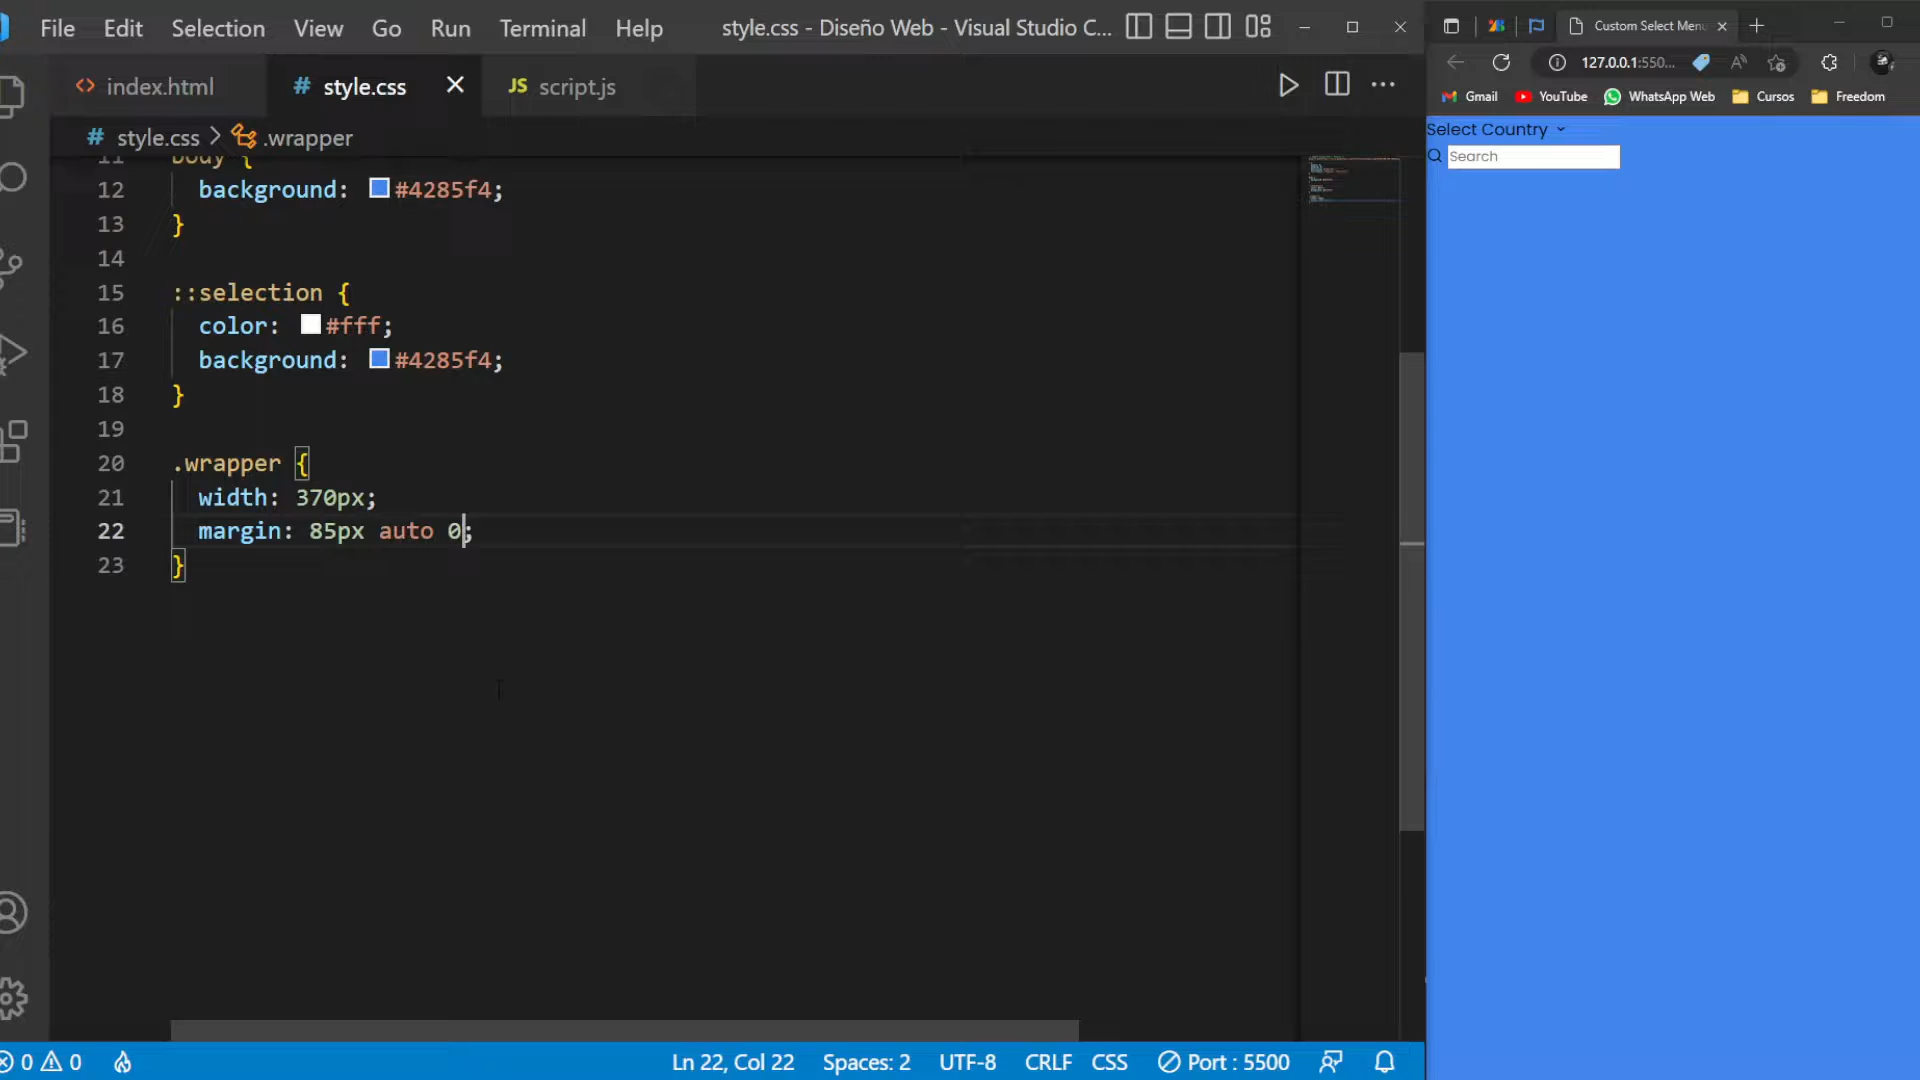 File Edit Selection View Go Run Terminal Help style.css - Diseño Web - Visual Studio C...
index.html # style.css JS script.js
# style.css > .wrapper
11 body {
12 background: #4285f4;
13 }
14
15 ::selection {
16 color: #fff;
17 background: #4285f4;
18 }
19
20 .wrapper {
21 width: 370px;
22 margin: 85px auto 0;
23 }
0 0 Ln 22, Col 22 Spaces: 2 UTF-8 CRLF CSS Port : 5500
Custom Select Menu
127.0.0.1:550...
Gmail YouTube WhatsApp Web Cursos Freedom
Select Country
Search